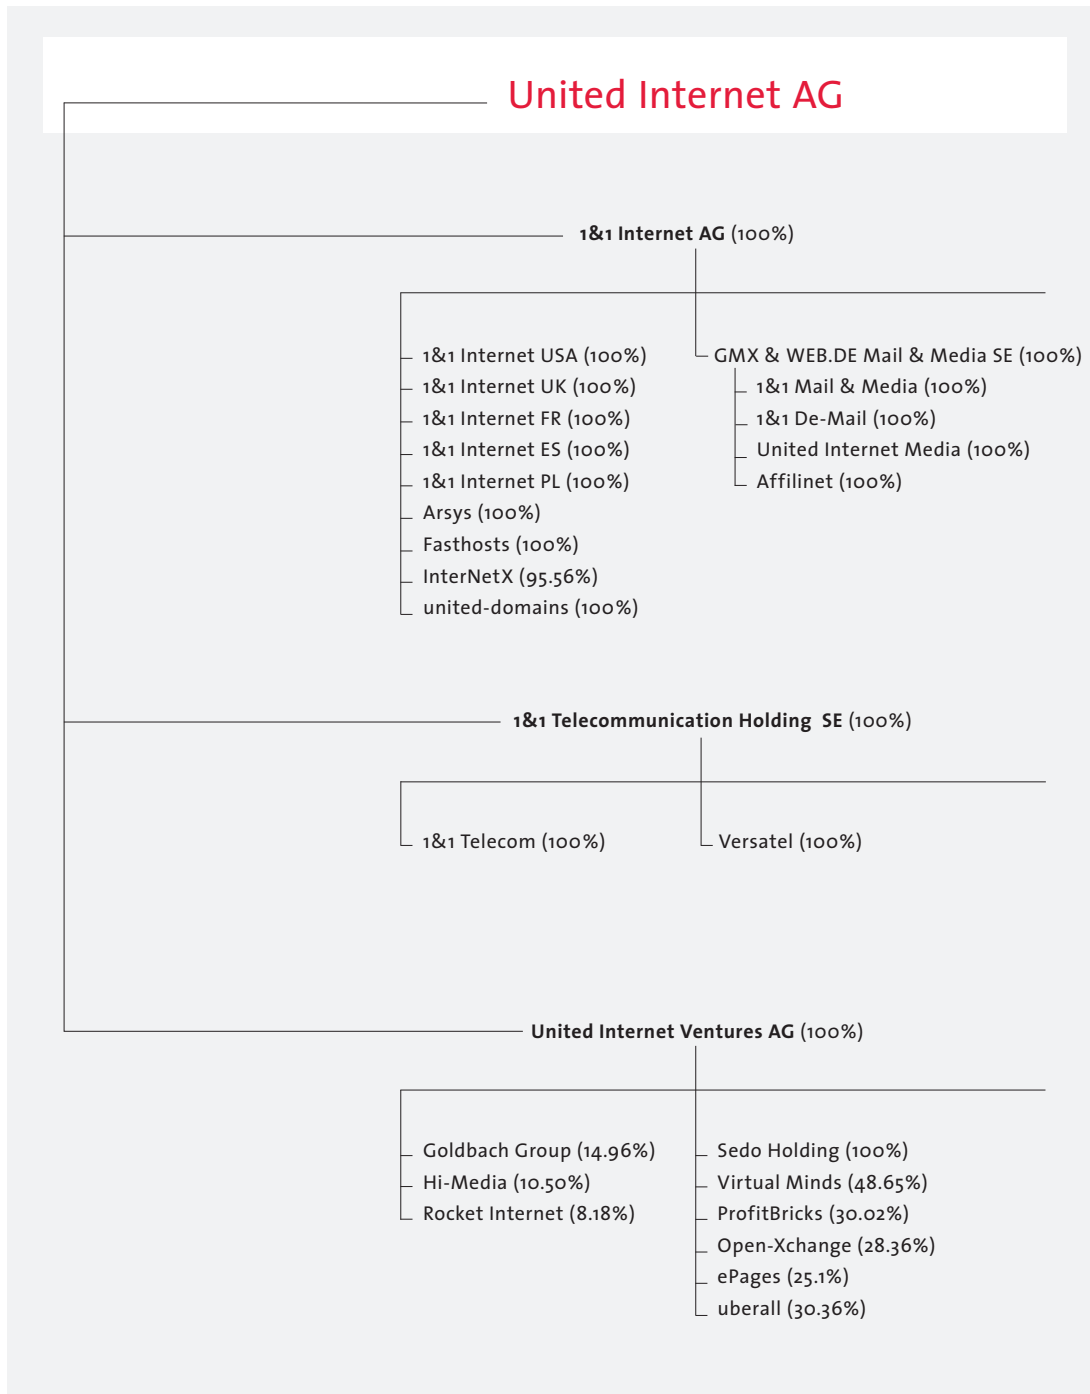 United Internet AG
1&1 Internet AG (100%)
1&1 Internet USA (100%)
1&1 Internet UK (100%)
1&1 Internet FR (100%)
1&1 Internet ES (100%)
1&1 Internet PL (100%)
Arsys (100%)
Fasthosts (100%)
InterNetX (95.56%)
united-domains (100%)
GMX & WEB.DE Mail & Media SE (100%)
1&1 Mail & Media (100%)
1&1 De-Mail (100%)
United Internet Media (100%)
Affilinet (100%)
1&1 Telecommunication Holding SE (100%)
1&1 Telecom (100%)
Versatel (100%)
United Internet Ventures AG (100%)
Goldbach Group (14.96%)
Hi-Media (10.50%)
Rocket Internet (8.18%)
Sedo Holding (100%)
Virtual Minds (48.65%)
ProfitBricks (30.02%)
Open-Xchange (28.36%)
ePages (25.1%)
uberall (30.36%)